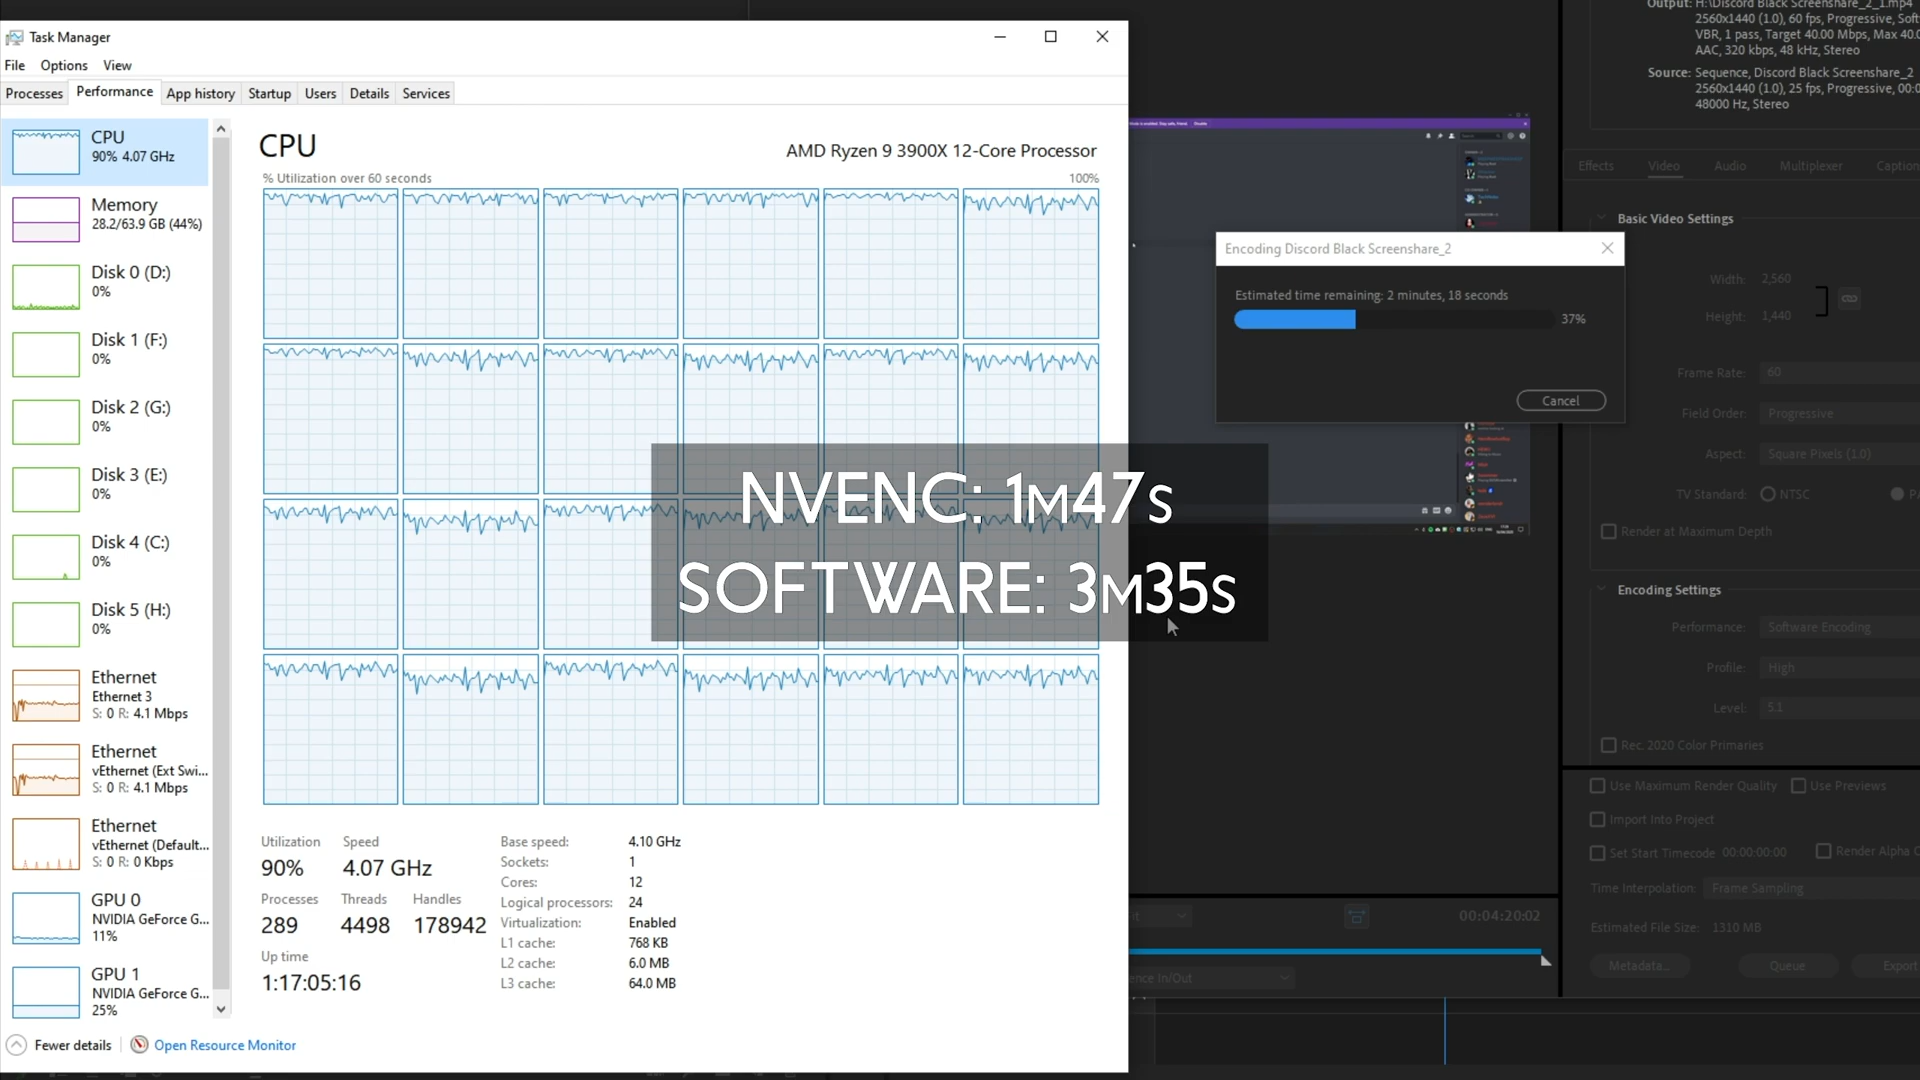 Task Manager
File Options View
Processes Performance App history Startup Users Details Services
CPU
90% 4.07 GHz
Memory
28.2/63.9 GB (44%)
Disk 0 (D:)
0%
Disk 1 (F:)
0%
Disk 2 (G:)
0%
Disk 3 (E:)
0%
Disk 4 (C:)
0%
Disk 5 (H:)
0%
Ethernet
Ethernet 3
S: 0 R: 4.1 Mbps
Ethernet
vEthernet (Ext Swi...
S: 0 R: 4.1 Mbps
Ethernet
vEthernet (Default...
S: 0 R: 0 Kbps
GPU 0
NVIDIA GeForce G...
11%
GPU 1
NVIDIA GeForce G...
25%
Fewer details Open Resource Monitor
CPU
AMD Ryzen 9 3900X 12-Core Processor
% Utilization over 60 seconds 100%
Utilization Speed
90% 4.07 GHz
Processes Threads Handles
289 4498 178942
Up time
1:17:05:16
Base speed: 4.10 GHz
Sockets: 1
Cores: 12
Logical processors: 24
Virtualization: Enabled
L1 cache: 768 KB
L2 cache: 6.0 MB
L3 cache: 64.0 MB
NVENC: 1M47S
SOFTWARE: 3M35S
Encoding Discord Black Screenshare_2
Estimated time remaining: 2 minutes, 18 seconds
37%
Cancel
Output: H:\Discord Black Screenshare_2_1.mp4
2560x1440 (1.0), 60 fps, Progressive, Soft
VBR, 1 pass, Target 40.00 Mbps, Max 40.0
AAC, 320 kbps, 48 kHz, Stereo
Source: Sequence, Discord Black Screenshare_2
2560x1440 (1.0), 25 fps, Progressive, 00:0
48000 Hz, Stereo
Effects Video Audio Multiplexer Caption
Basic Video Settings
Width: 2,560
Height: 1,440
Frame Rate: 60
Field Order: Progressive
Aspect: Square Pixels (1.0)
TV Standard: NTSC PA
Render at Maximum Depth
Encoding Settings
Performance: Software Encoding
Profile: High
Level: 5.1
Rec. 2020 Color Primaries
Use Maximum Render Quality Use Previews
Import Into Project
Set Start Timecode 00:00:00:00 Render Alpha C
Time Interpolation: Frame Sampling
Estimated File Size: 1310 MB
Metadata... Queue Export
00:04:20:02
ence In/Out